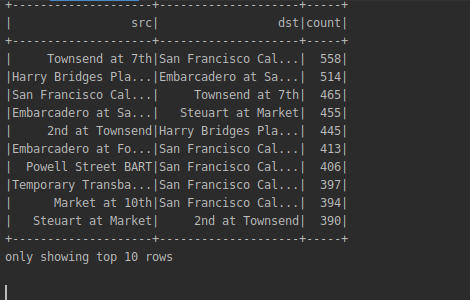 +--------------------+--------------------+-----+
|                 src|                 dst|count|
+--------------------+--------------------+-----+
|     Townsend at 7th|San Francisco Cal...|  558|
|Harry Bridges Pla...|Embarcadero at Sa...|  514|
|San Francisco Cal...|     Townsend at 7th|  465|
|Embarcadero at Sa...|   Steuart at Market|  455|
|     2nd at Townsend|Harry Bridges Pla...|  445|
|Embarcadero at Fo...|San Francisco Cal...|  413|
|  Powell Street BART|San Francisco Cal...|  406|
|Temporary Transba...|San Francisco Cal...|  397|
|      Market at 10th|San Francisco Cal...|  394|
|   Steuart at Market|     2nd at Townsend|  390|
+--------------------+--------------------+-----+
only showing top 10 rows